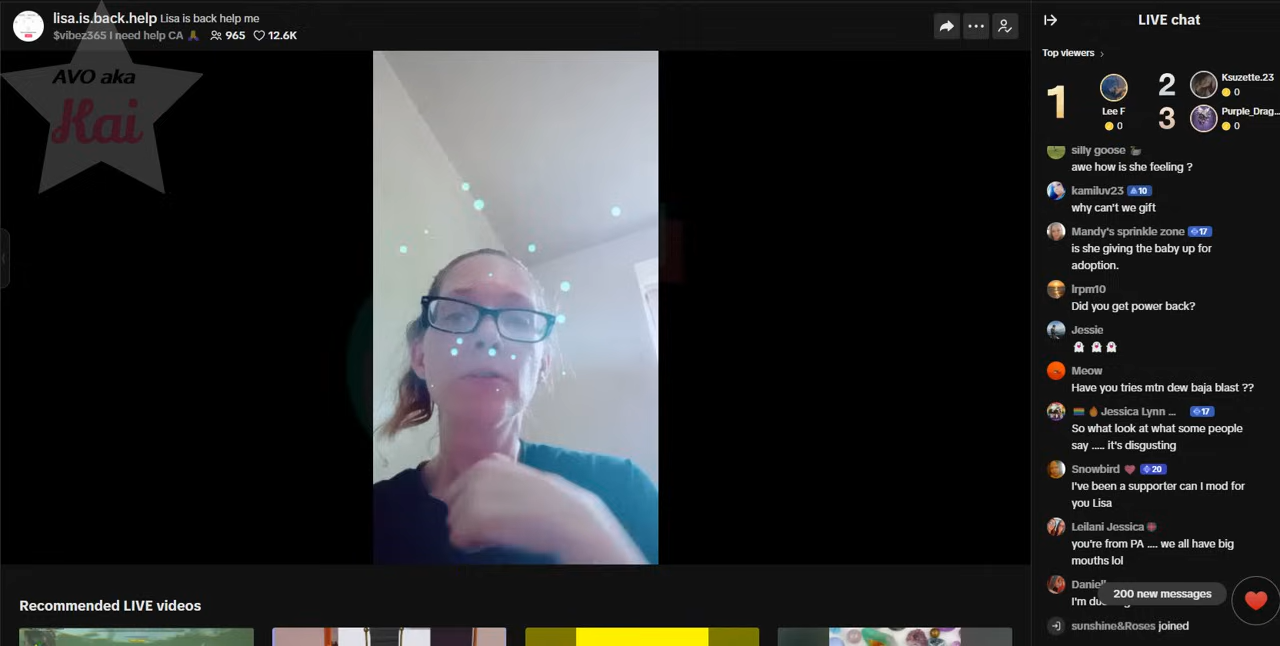 lisa.is.back.help Lisa is back help me
$vibez365 I need help CA 965 12.6K
AVO aka
Kai
LIVE chat
Top viewers
1
Lee F
0
2
Ksuzette.23
0
3
Purple_Drag...
0
silly goose
awe how is she feeling ?
kamiluv23 10
why can't we gift
Mandy's sprinkle zone 17
is she giving the baby up for
adoption.
lrpm10
Did you get power back?
Jessie
Meow
Have you tries mtn dew baja blast ??
Jessica Lynn ... 17
So what look at what some people
say ..... it's disgusting
Snowbird 20
I've been a supporter can I mod for
you Lisa
Leilani Jessica
you're from PA .... we all have big
mouths lol
I'm
200 new messages
sunshine&Roses joined
Recommended LIVE videos